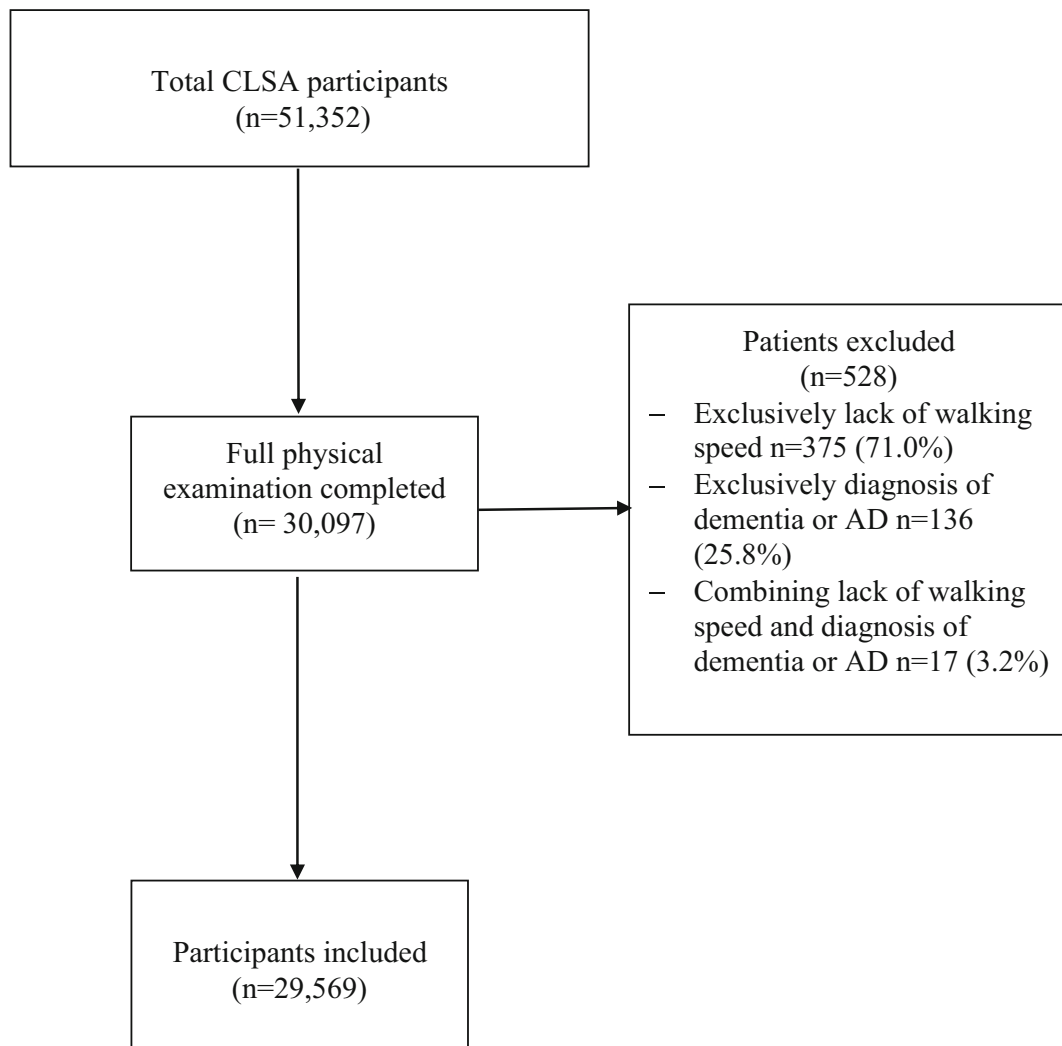 Total CLSA participants
(n=51,352)
Full physical
examination completed
(n= 30,097)
Patients excluded
(n=528)
– Exclusively lack of walking
speed n=375 (71.0%)
– Exclusively diagnosis of
dementia or AD n=136
(25.8%)
– Combining lack of walking
speed and diagnosis of
dementia or AD n=17 (3.2%)
Participants included
(n=29,569)